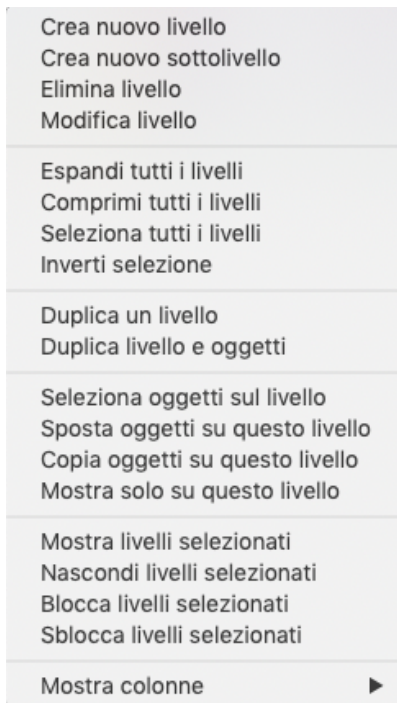 Crea nuovo livello
Crea nuovo sottolivello
Elimina livello
Modifica livello
Espandi tutti i livelli
Comprimi tutti i livelli
Seleziona tutti i livelli
Inverti selezione
Duplica un livello
Duplica livello e oggetti
Seleziona oggetti sul livello
Sposta oggetti su questo livello
Copia oggetti su questo livello
Mostra solo su questo livello
Mostra livelli selezionati
Nascondi livelli selezionati
Blocca livelli selezionati
Sblocca livelli selezionati
Mostra colonne